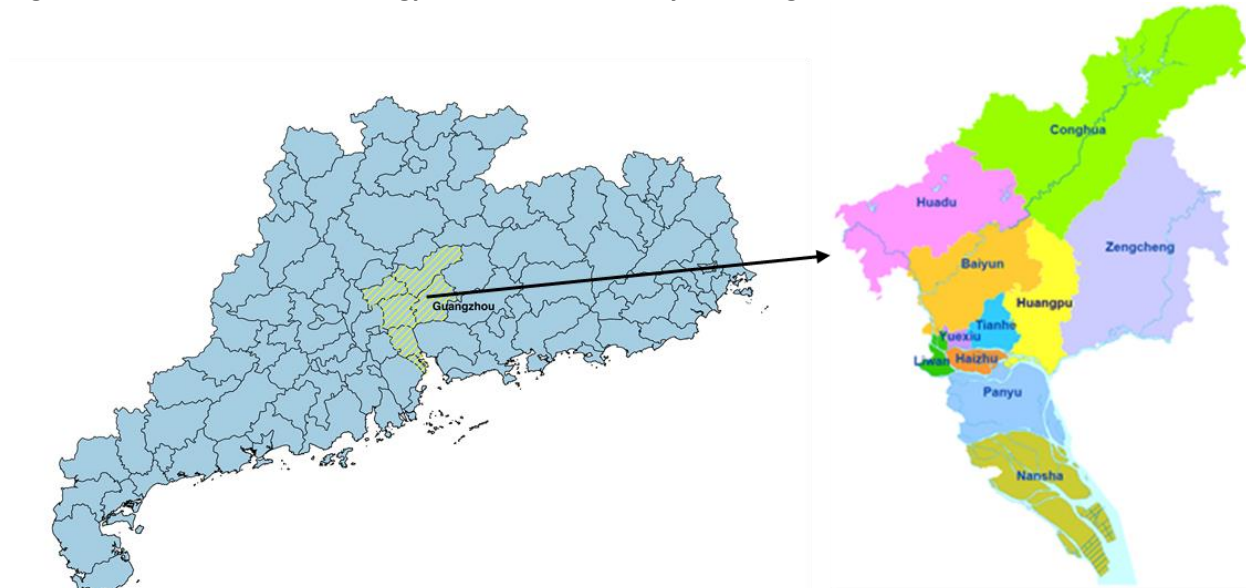 Conghua
Huadu
Zengcheng
Baiyun
Huangpu
Guangzhou
Tianhe
Yuexiu
Liwan
Haizhu
Panyu
Nansha